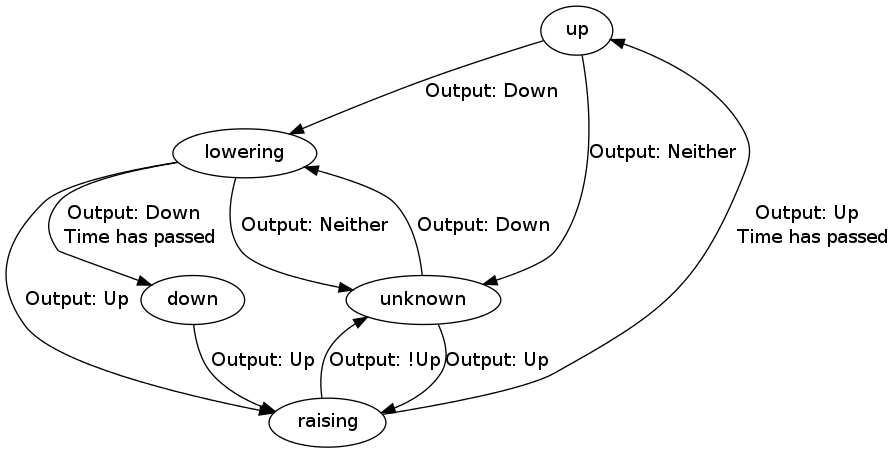 up
Output: Down
lowering
Output: Neither
Output: Down
Time has passed
Output: Neither
Output: Down
Output: Up
Time has passed
Output: Up
down
unknown
Output: Up
Output: !Up
Output: Up
raising